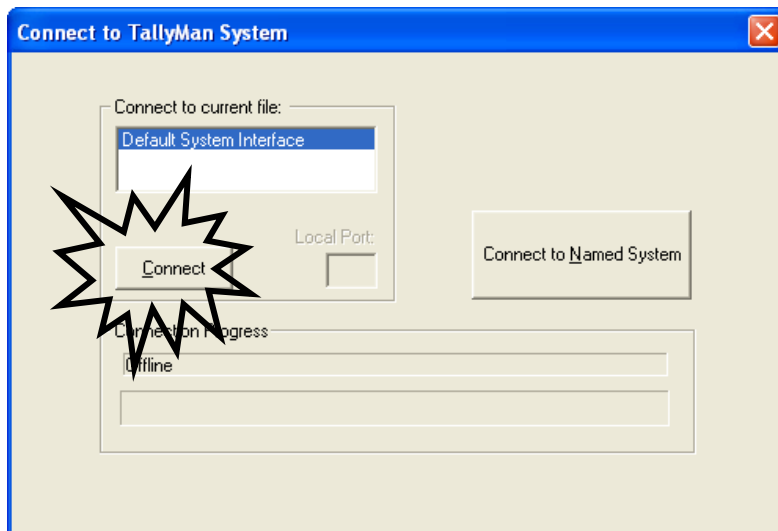 Connect to TallyMan System
Connect to current file:
Default System Interface
Local Port:
Connect
Connect to Named System
Connection Progress
Offline